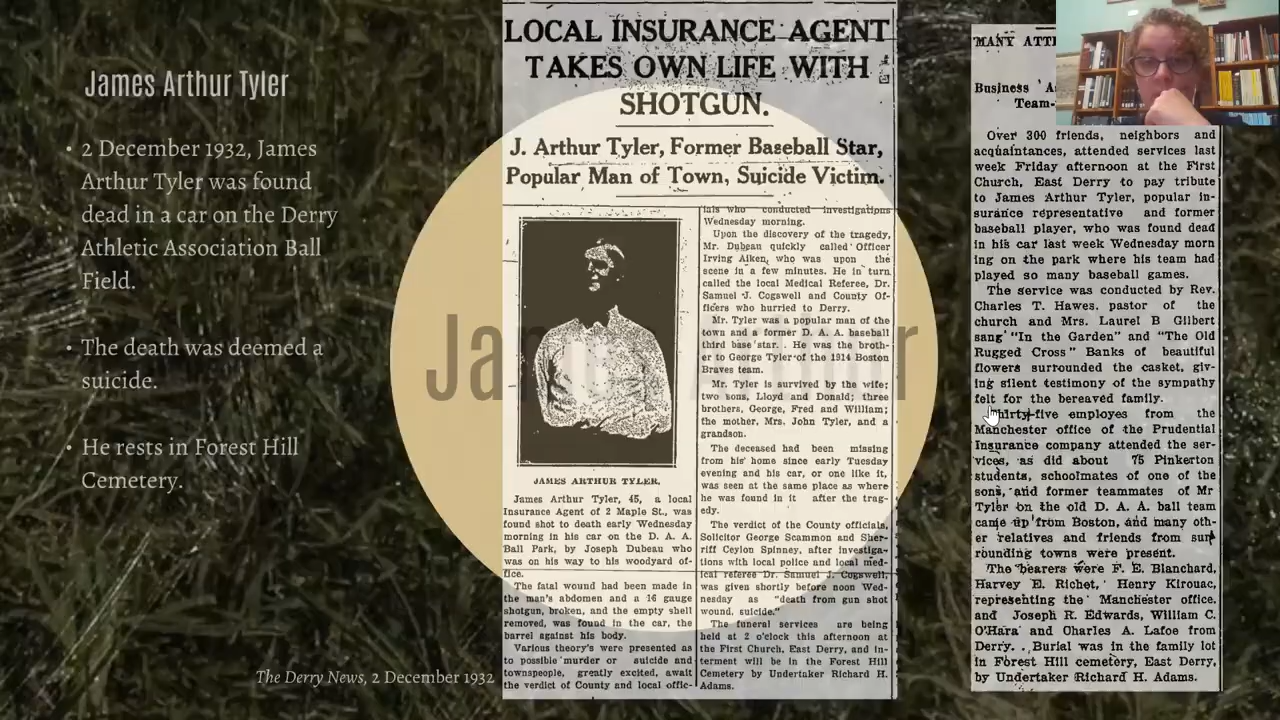 James Arthur Tyler
• 2 December 1932, James
Arthur Tyler was found
dead in a car on the Derry
Athletic Association Ball
Field.
• The death was deemed a
suicide.
• He rests in Forest Hill
Cemetery.
The Derry News, 2 December 1932
LOCAL INSURANCE AGENT
TAKES OWN LIFE WITH
SHOTGUN.
J. Arthur Tyler, Former Baseball Star,
Popular Man of Town, Suicide Victim.
JAMES ARTHUR TYLER.
James Arthur Tyler, 45, a local
Insurance Agent of 2 Maple St., was
found shot to death early Wednesday
morning in his car on the D. A. A.
Ball Park, by Joseph Dubeau who
was on his way to his woodyard of-
fice.
The fatal wound had been made in
the man's abdomen and a 16 gauge
shotgun, broken, and the empty shell
removed, was found in the car, the
barrel against his body.
Various theory's were presented as
to possible murder or suicide and
townspeople, greatly excited, await
the verdict of County and local offic-
ials who conducted investigations
Wednesday morning.
Upon the discovery of the tragedy,
Mr. Dubeau quickly called Officer
Irving Aiken, who was upon the
scene in a few minutes. He in turn
called the local Medical Referee, Dr.
Samuel J. Cogswell and County Of-
ficers who hurried to Derry.
Mr. Tyler was a popular man of the
town and a former D. A. A. baseball
third base star. He was the broth-
er to George Tyler of the 1914 Boston
Braves team.
Mr. Tyler is survived by the wife;
two sons, Lloyd and Donald; three
brothers, George, Fred and William;
the mother, Mrs. John Tyler, and a
grandson.
The deceased had been missing
from his home since early Tuesday
evening and his car, or one like it,
was seen at the same place as where
he was found in it after the trag-
edy.
The verdict of the County officials,
Solicitor George Scammon and Sher-
riff Ceylon Spinney, after investiga-
tions with local police and local med-
ical referee Dr. Samuel J. Cogswell,
was given shortly before noon Wed-
nesday as "death from gun shot
wound, suicide."
The funeral services are being
held at 2 o'clock this afternoon at
the First Church, East Derry, and in-
terment will be in the Forest Hill
Cemetery by Undertaker Richard H.
Adams.
MANY
Business
Team-
Over 300 friends, neighbors and
acquaintances, attended services last
week Friday afternoon at the First
Church, East Derry to pay tribute
to James Arthur Tyler, popular in-
surance representative and former
baseball player, who was found dead
in his car last week Wednesday morn
ing on the park where his team had
played so many baseball games.
The service was conducted by Rev.
Charles T. Hawes, pastor of the
church and Mrs. Laurel B Gilbert
sang "In the Garden" and "The Old
Rugged Cross" Banks of beautiful
flowers surrounded the casket, giv-
ing silent testimony of the sympathy
felt for the bereaved family.
Thirty-five employes from the
Manchester office of the Prudential
Insurance company attended the ser-
vices, as did about 75 Pinkerton
students, schoolmates of one of the
sons, and former teammates of Mr
Tyler on the old D. A. A. ball team
came up from Boston, and many oth-
er relatives and friends from sur
rounding towns were present.
The bearers were F. E. Blanchard,
Harvey E. Richet, Henry Kirouac,
representing the Manchester office.
and Joseph R. Edwards, William C.
O'Hara and Charles A. Lafoe from
Derry. Burial was in the family lot
in Forest Hill cemetery, East Derry,
by Undertaker Richard H. Adams.